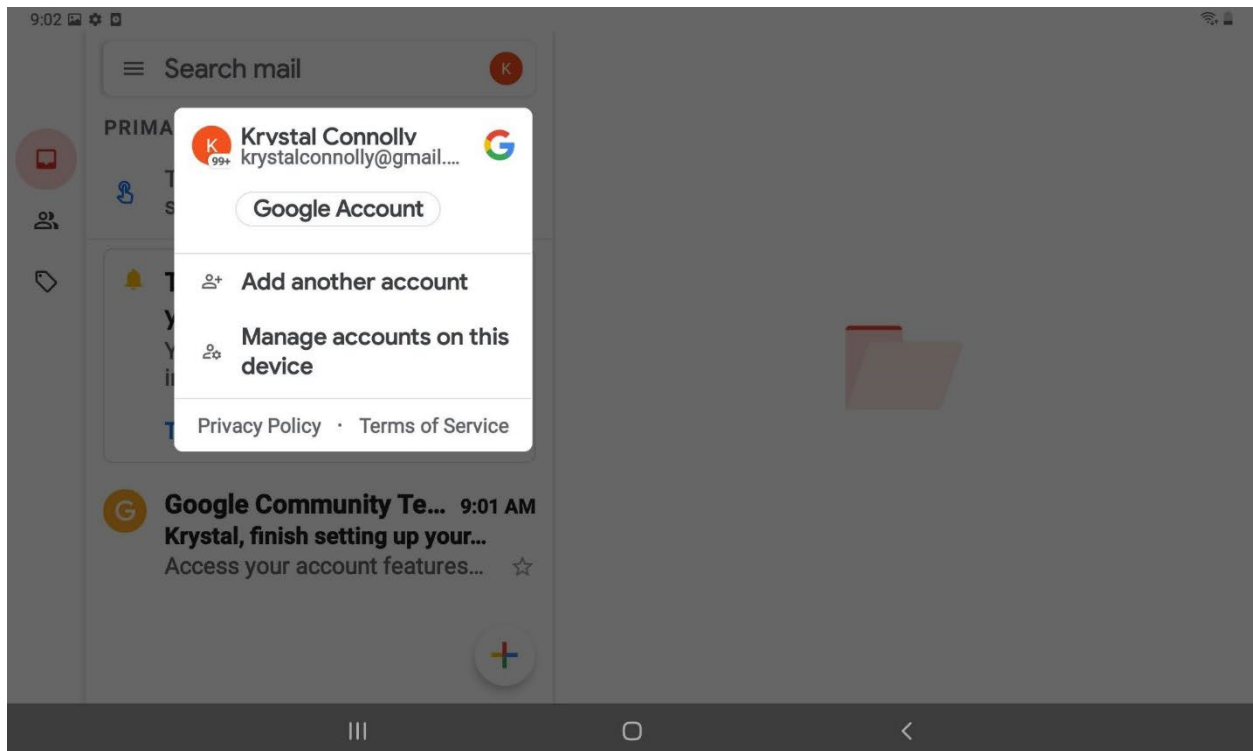 9:02
Search mail
K
PRIMA
K
99+
Krystal Connolly
krystalconnolly@gmail....
G
T
s
Google Account
T
y
Y
i
T
Add another account
Manage accounts on this
device
Privacy Policy · Terms of Service
G
Google Community Te... 9:01 AM
Krystal, finish setting up your...
Access your account features...